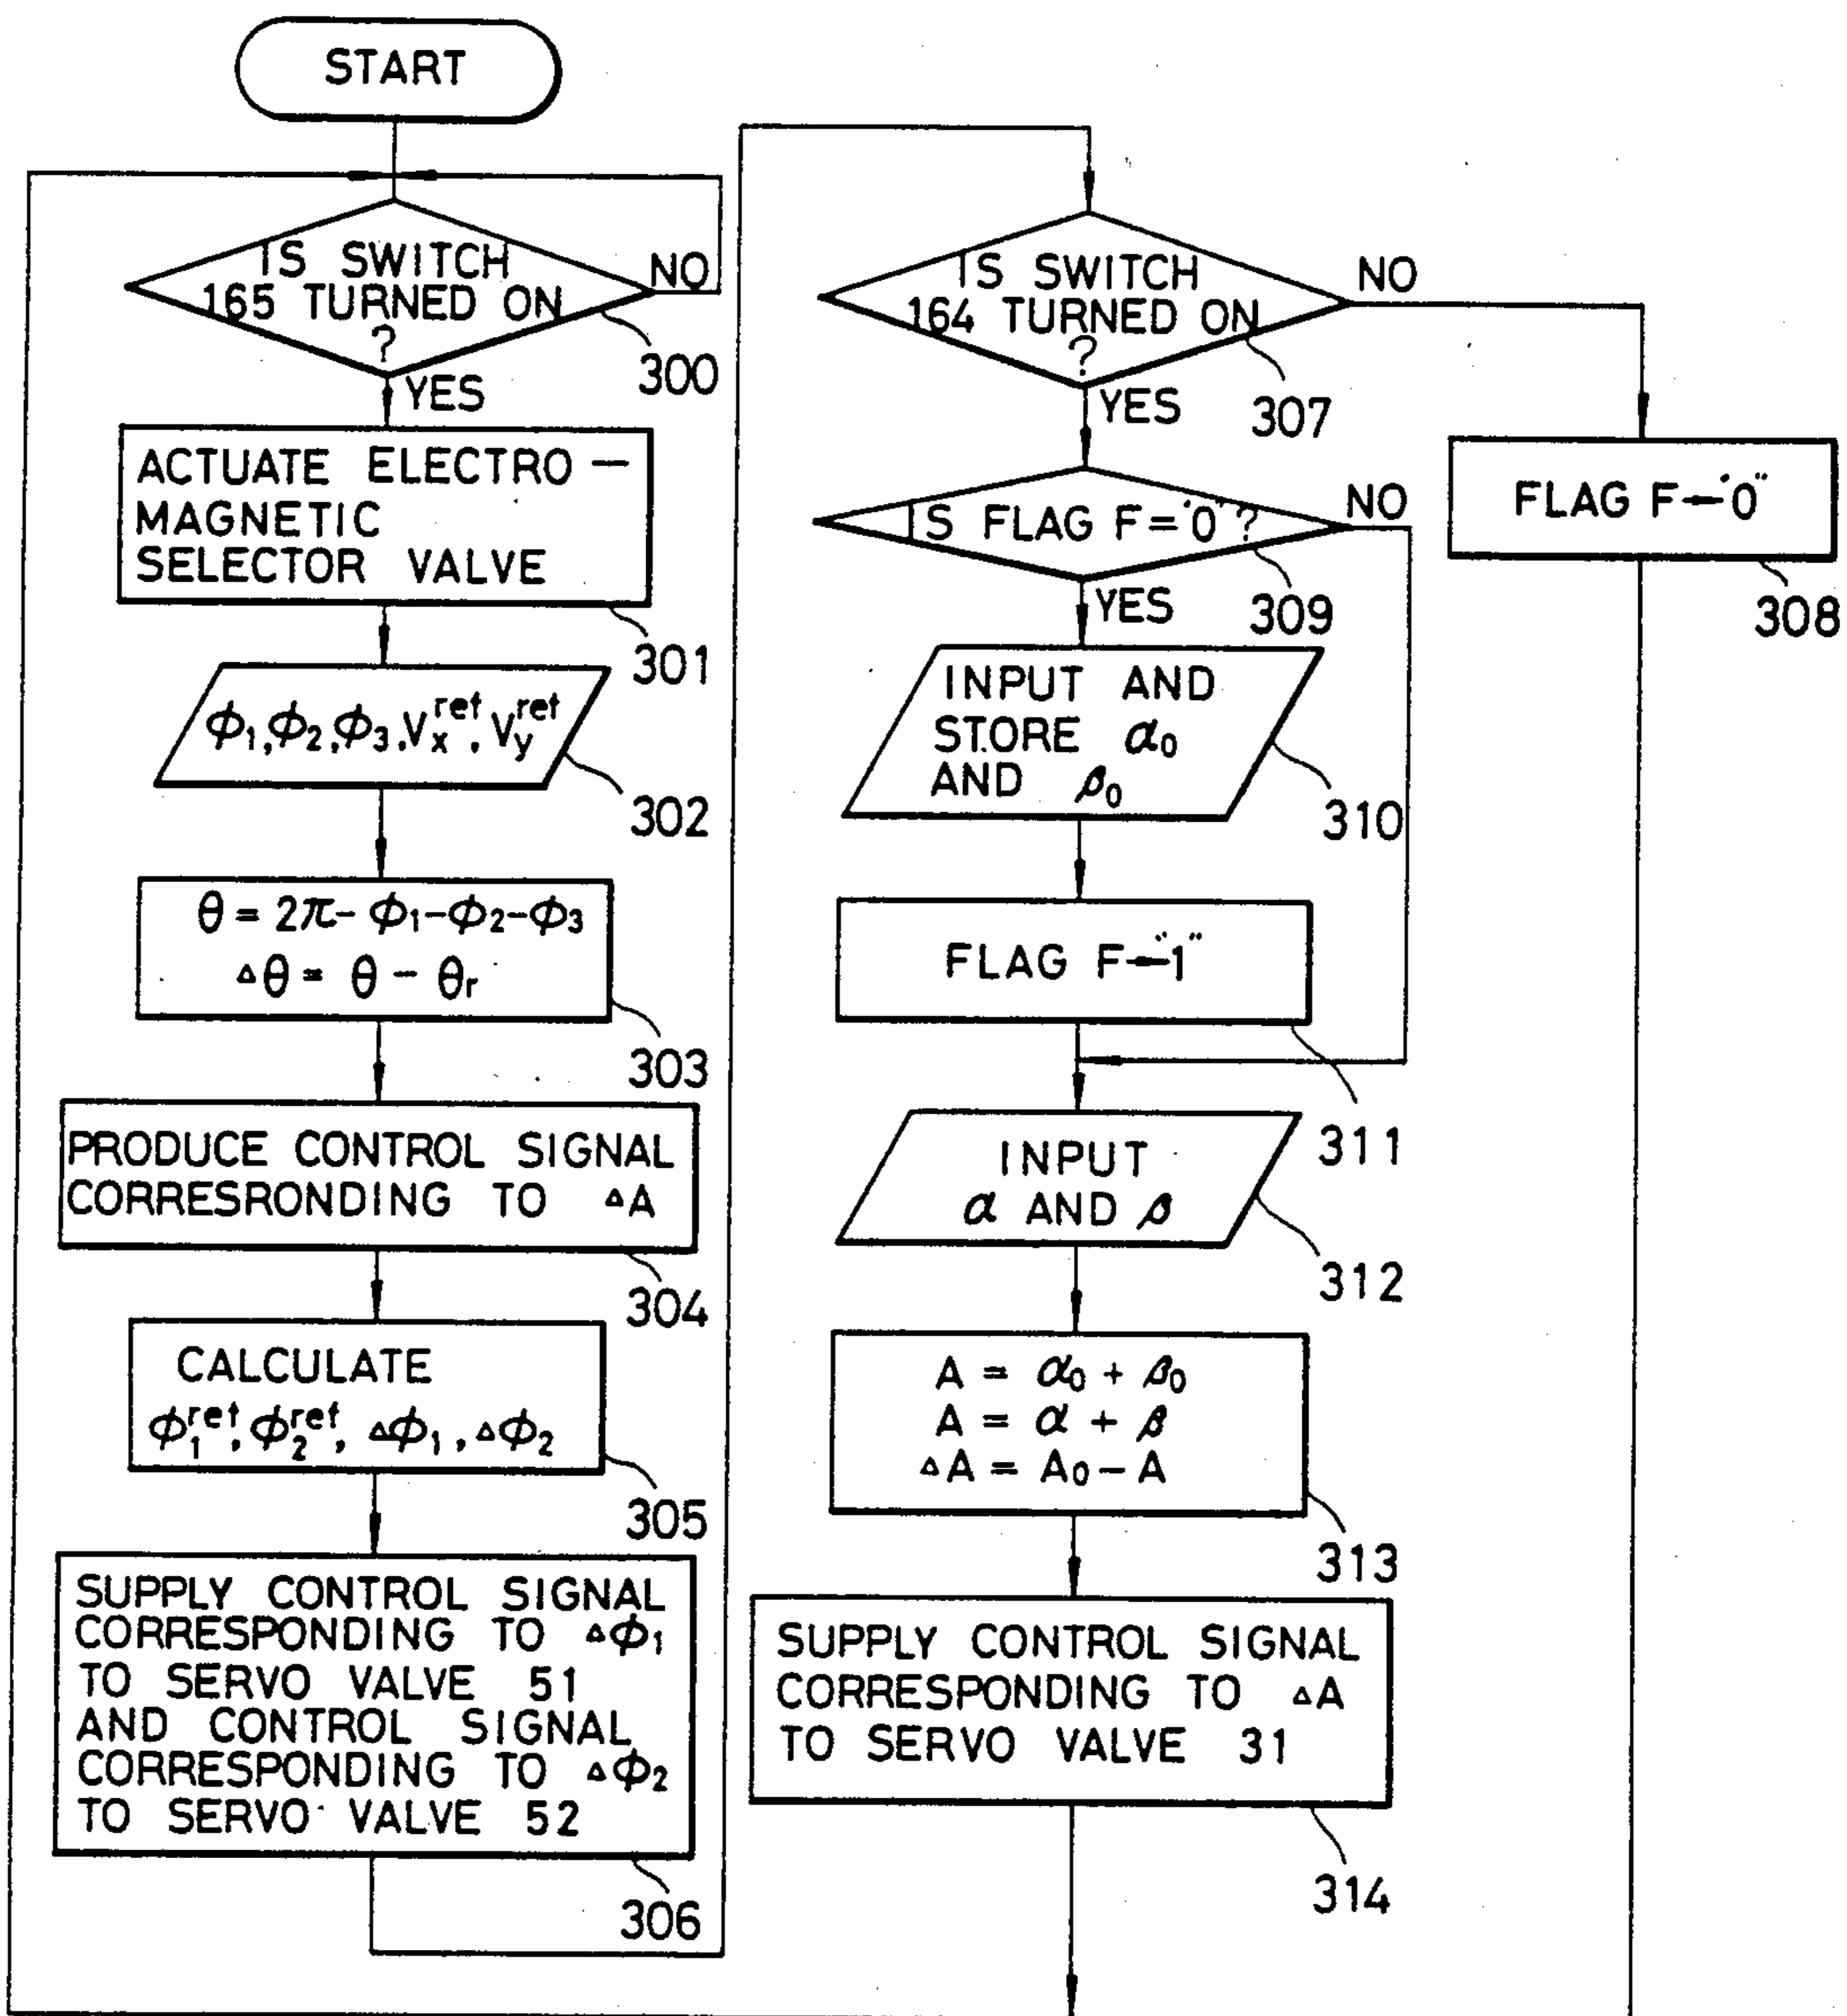 START
IS SWITCH
165 TURNED ON
?
NO
300
YES
ACTUATE ELECTRO—
MAGNETIC
SELECTOR VALVE
301
ϕ₁,ϕ₂,ϕ₃,Vₓʳᵉᶠ,V_yʳᵉᶠ
302
θ = 2π- ϕ₁-ϕ₂-ϕ₃
Δθ = θ - θr
303
PRODUCE CONTROL SIGNAL
CORRESRONDING TO ΔA
304
CALCULATE
ϕ₁ʳᵉᶠ,ϕ₂ʳᵉᶠ, Δϕ₁, Δϕ₂
305
SUPPLY CONTROL SIGNAL
CORRESPONDING TO Δϕ₁
TO SERVO VALVE 51
AND CONTROL SIGNAL
CORRESPONDING TO Δϕ₂
TO SERVO VALVE 52
306
IS SWITCH
164 TURNED ON
?
NO
307
YES
FLAG F←"0"
308
IS FLAG F="0"?
NO
309
YES
INPUT AND
STORE α₀
AND β₀
310
FLAG F←"1"
311
INPUT
α AND β
312
A = α₀ + β₀
A = α + β
ΔA = A₀ - A
313
SUPPLY CONTROL SIGNAL
CORRESPONDING TO ΔA
TO SERVO VALVE 31
314